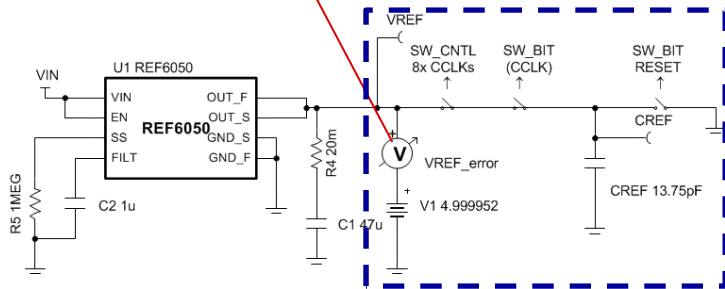 VREF
SW_CNTL
8x CCLKs
SW_BIT
(CCLK)
SW_BIT
RESET
U1 REF6050
VIN
VIN
EN
SS
FILT
REF6050
OUT_F
OUT_S
GND_S
GND_F
R4 20m
R5 1MEG
C2 1u
C1 47u
+
V
VREF_error
+
V1 4.999952
CREF
CREF 13.75pF